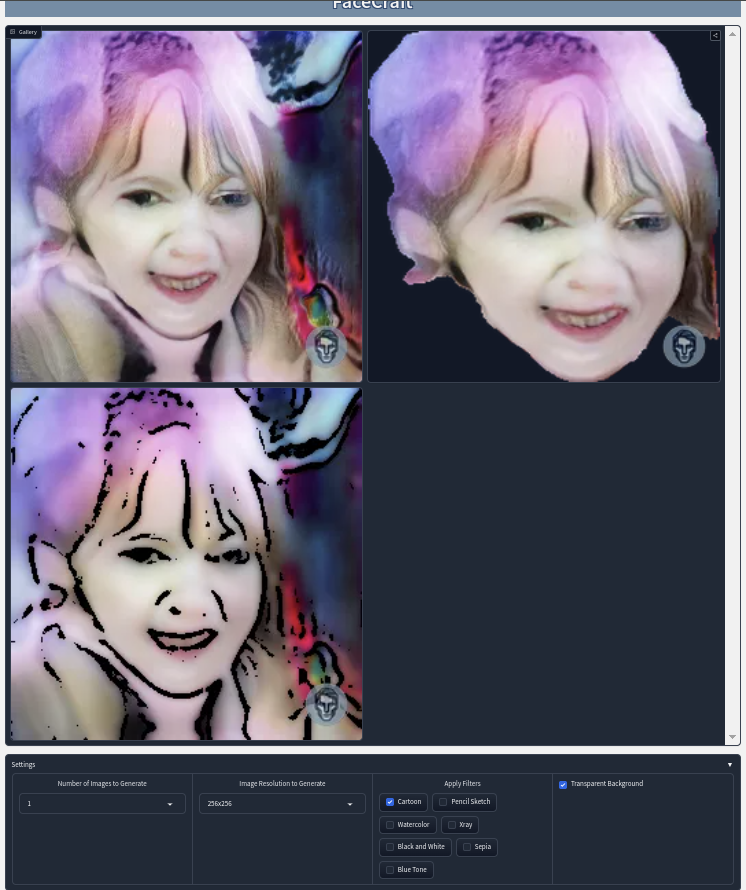 FaceCraft
Gallery
Settings
Number of Images to Generate
Image Resolution to Generate
Apply Filters
Transparent Background
1
256x256
Cartoon
Pencil Sketch
Watercolor
Xray
Black and White
Sepia
Blue Tone